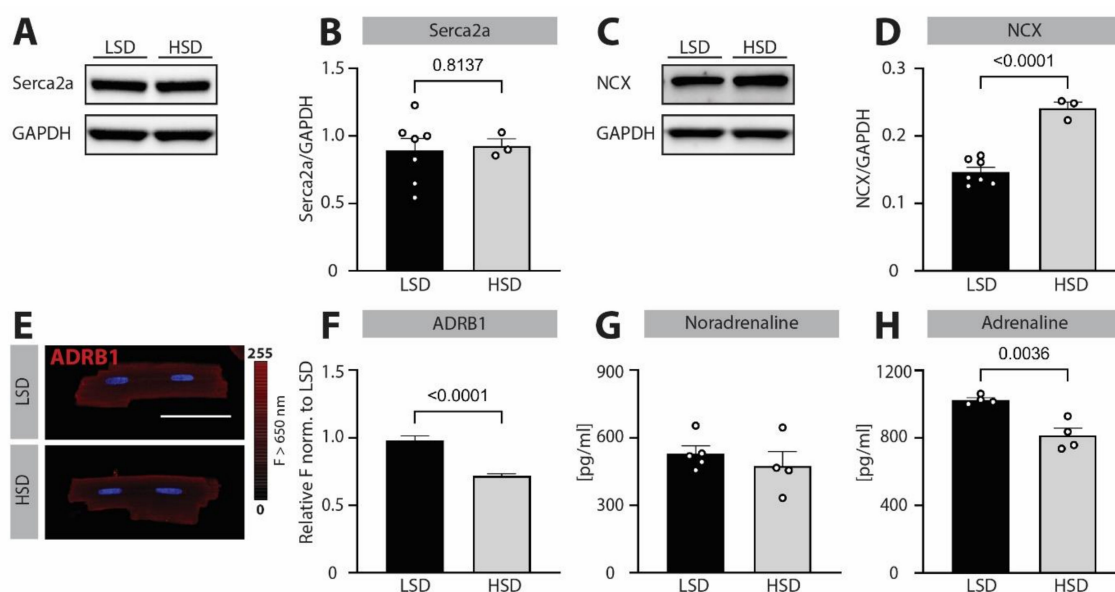 A
LSD HSD
Serca2a
GAPDH
B
Serca2a
0.8137
1.5
1.0
0.5
0
Serca2a/GAPDH
LSD HSD
C
LSD HSD
NCX
GAPDH
D
NCX
<0.0001
0.3
0.2
0.1
0
NCX/GAPDH
LSD HSD
E
ADRB1
LSD
HSD
255
0
F > 650 nm
F
ADRB1
<0.0001
1.5
1.0
0.5
0
Relative F norm. to LSD
LSD HSD
G
Noradrenaline
900
600
300
0
[pg/ml]
LSD HSD
H
Adrenaline
0.0036
1200
800
400
0
[pg/ml]
LSD HSD